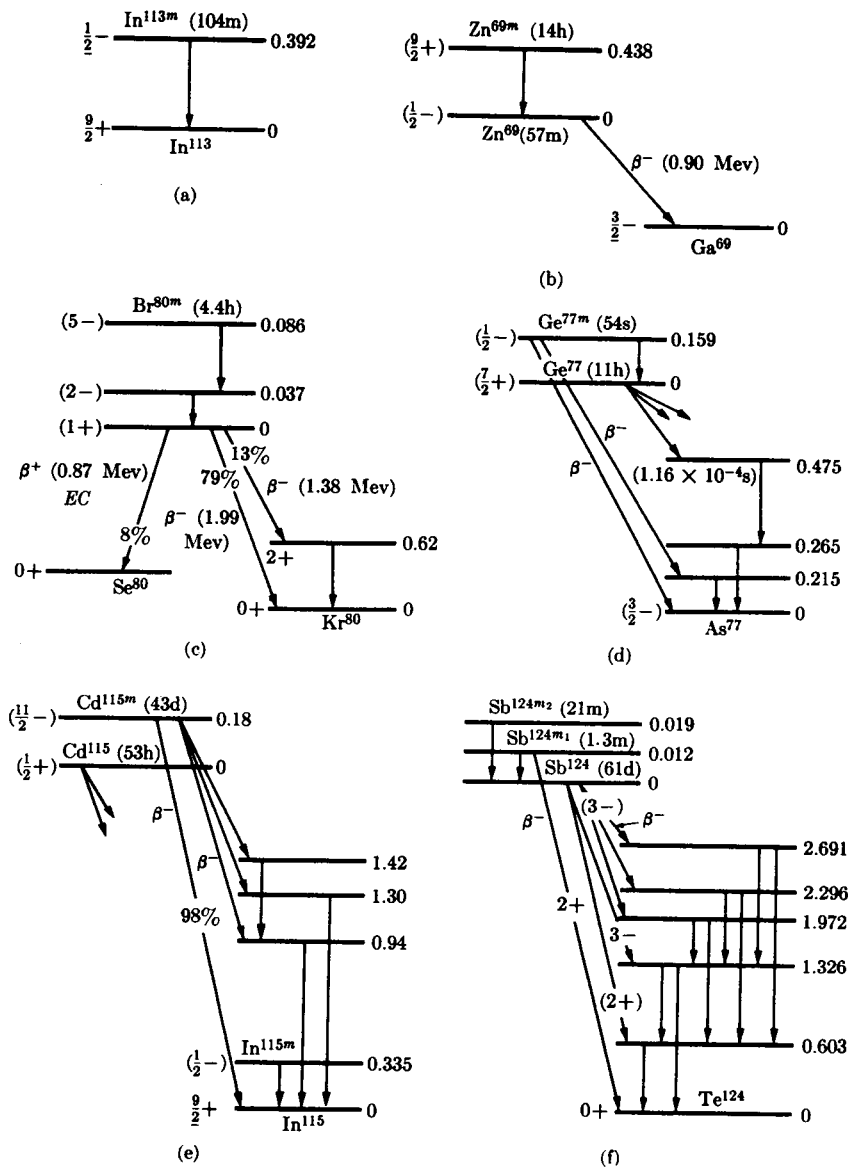 In¹¹³ᵐ (104m)
½− 0.392
9/2+ 0
In¹¹³
(a)
Zn⁶⁹ᵐ (14h)
(9/2+) 0.438
(½−) 0
Zn⁶⁹(57m)
β⁻ (0.90 Mev)
3/2− 0
Ga⁶⁹
(b)
Br⁸⁰ᵐ (4.4h)
(5−) 0.086
(2−) 0.037
(1+) 0
13%
β⁺ (0.87 Mev)
EC
79%
β⁻ (1.38 Mev)
β⁻ (1.99
Mev)
8%
0.62
2+
0+
Se⁸⁰
0+ 0
Kr⁸⁰
(c)
Ge⁷⁷ᵐ (54s)
(½−) 0.159
Ge⁷⁷ (11h)
(7/2+) 0
β⁻
β⁻
(1.16 × 10⁻⁴s) 0.475
0.265
0.215
(3/2−) 0
As⁷⁷
(d)
Cd¹¹⁵ᵐ (43d)
(11/2−) 0.18
Cd¹¹⁵ (53h)
(½+) 0
β⁻
β⁻
1.42
1.30
98%
0.94
In¹¹⁵ᵐ
(½−) 0.335
9/2+ 0
In¹¹⁵
(e)
Sb¹²⁴ᵐ² (21m)
0.019
Sb¹²⁴ᵐ¹ (1.3m)
0.012
Sb¹²⁴ (61d)
0
(3−)
β⁻
β⁻
2.691
2.296
2+
1.972
3−
1.326
(2+)
0.603
0+ Te¹²⁴ 0
(f)